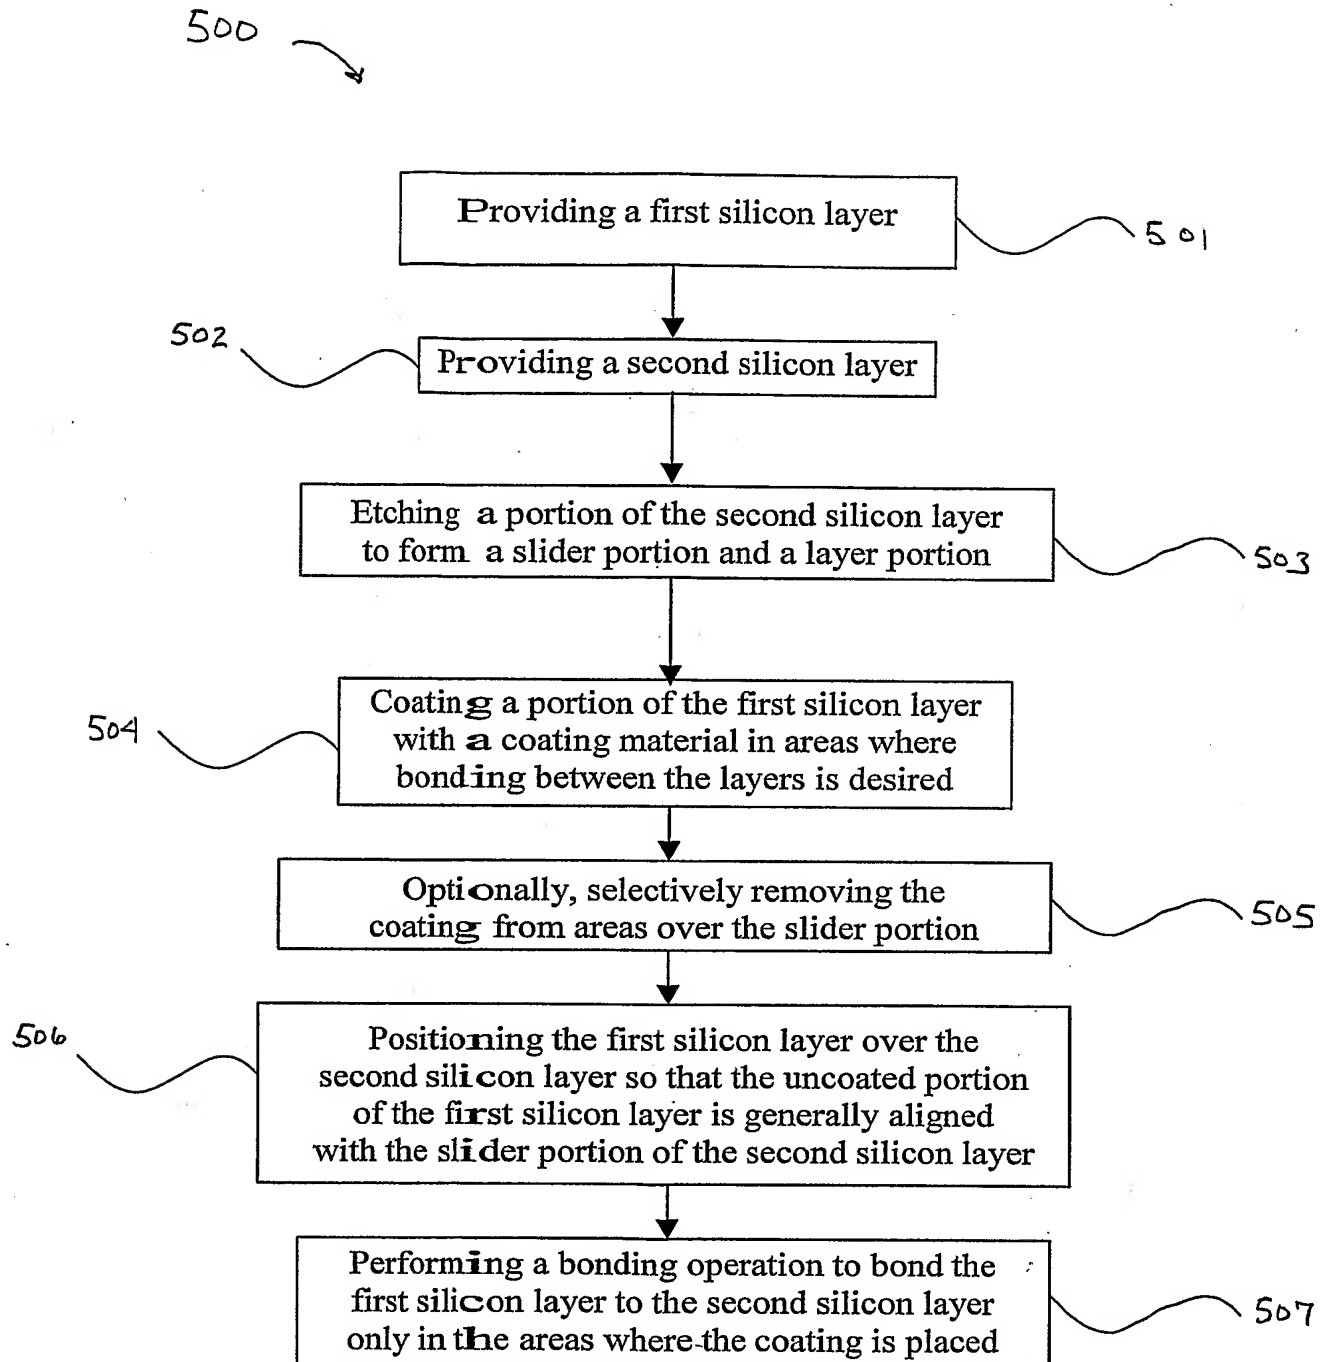 500
Providing a first silicon layer
501
502
Providing a second silicon layer
Etching a portion of the second silicon layer
to form a slider portion and a layer portion
503
504
Coating a portion of the first silicon layer
with a coating material in areas where
bonding between the layers is desired
Optionally, selectively removing the
coating from areas over the slider portion
505
506
Positioning the first silicon layer over the
second silicon layer so that the uncoated portion
of the first silicon layer is generally aligned
with the slider portion of the second silicon layer
Performing a bonding operation to bond the
first silicon layer to the second silicon layer
only in the areas where the coating is placed
507